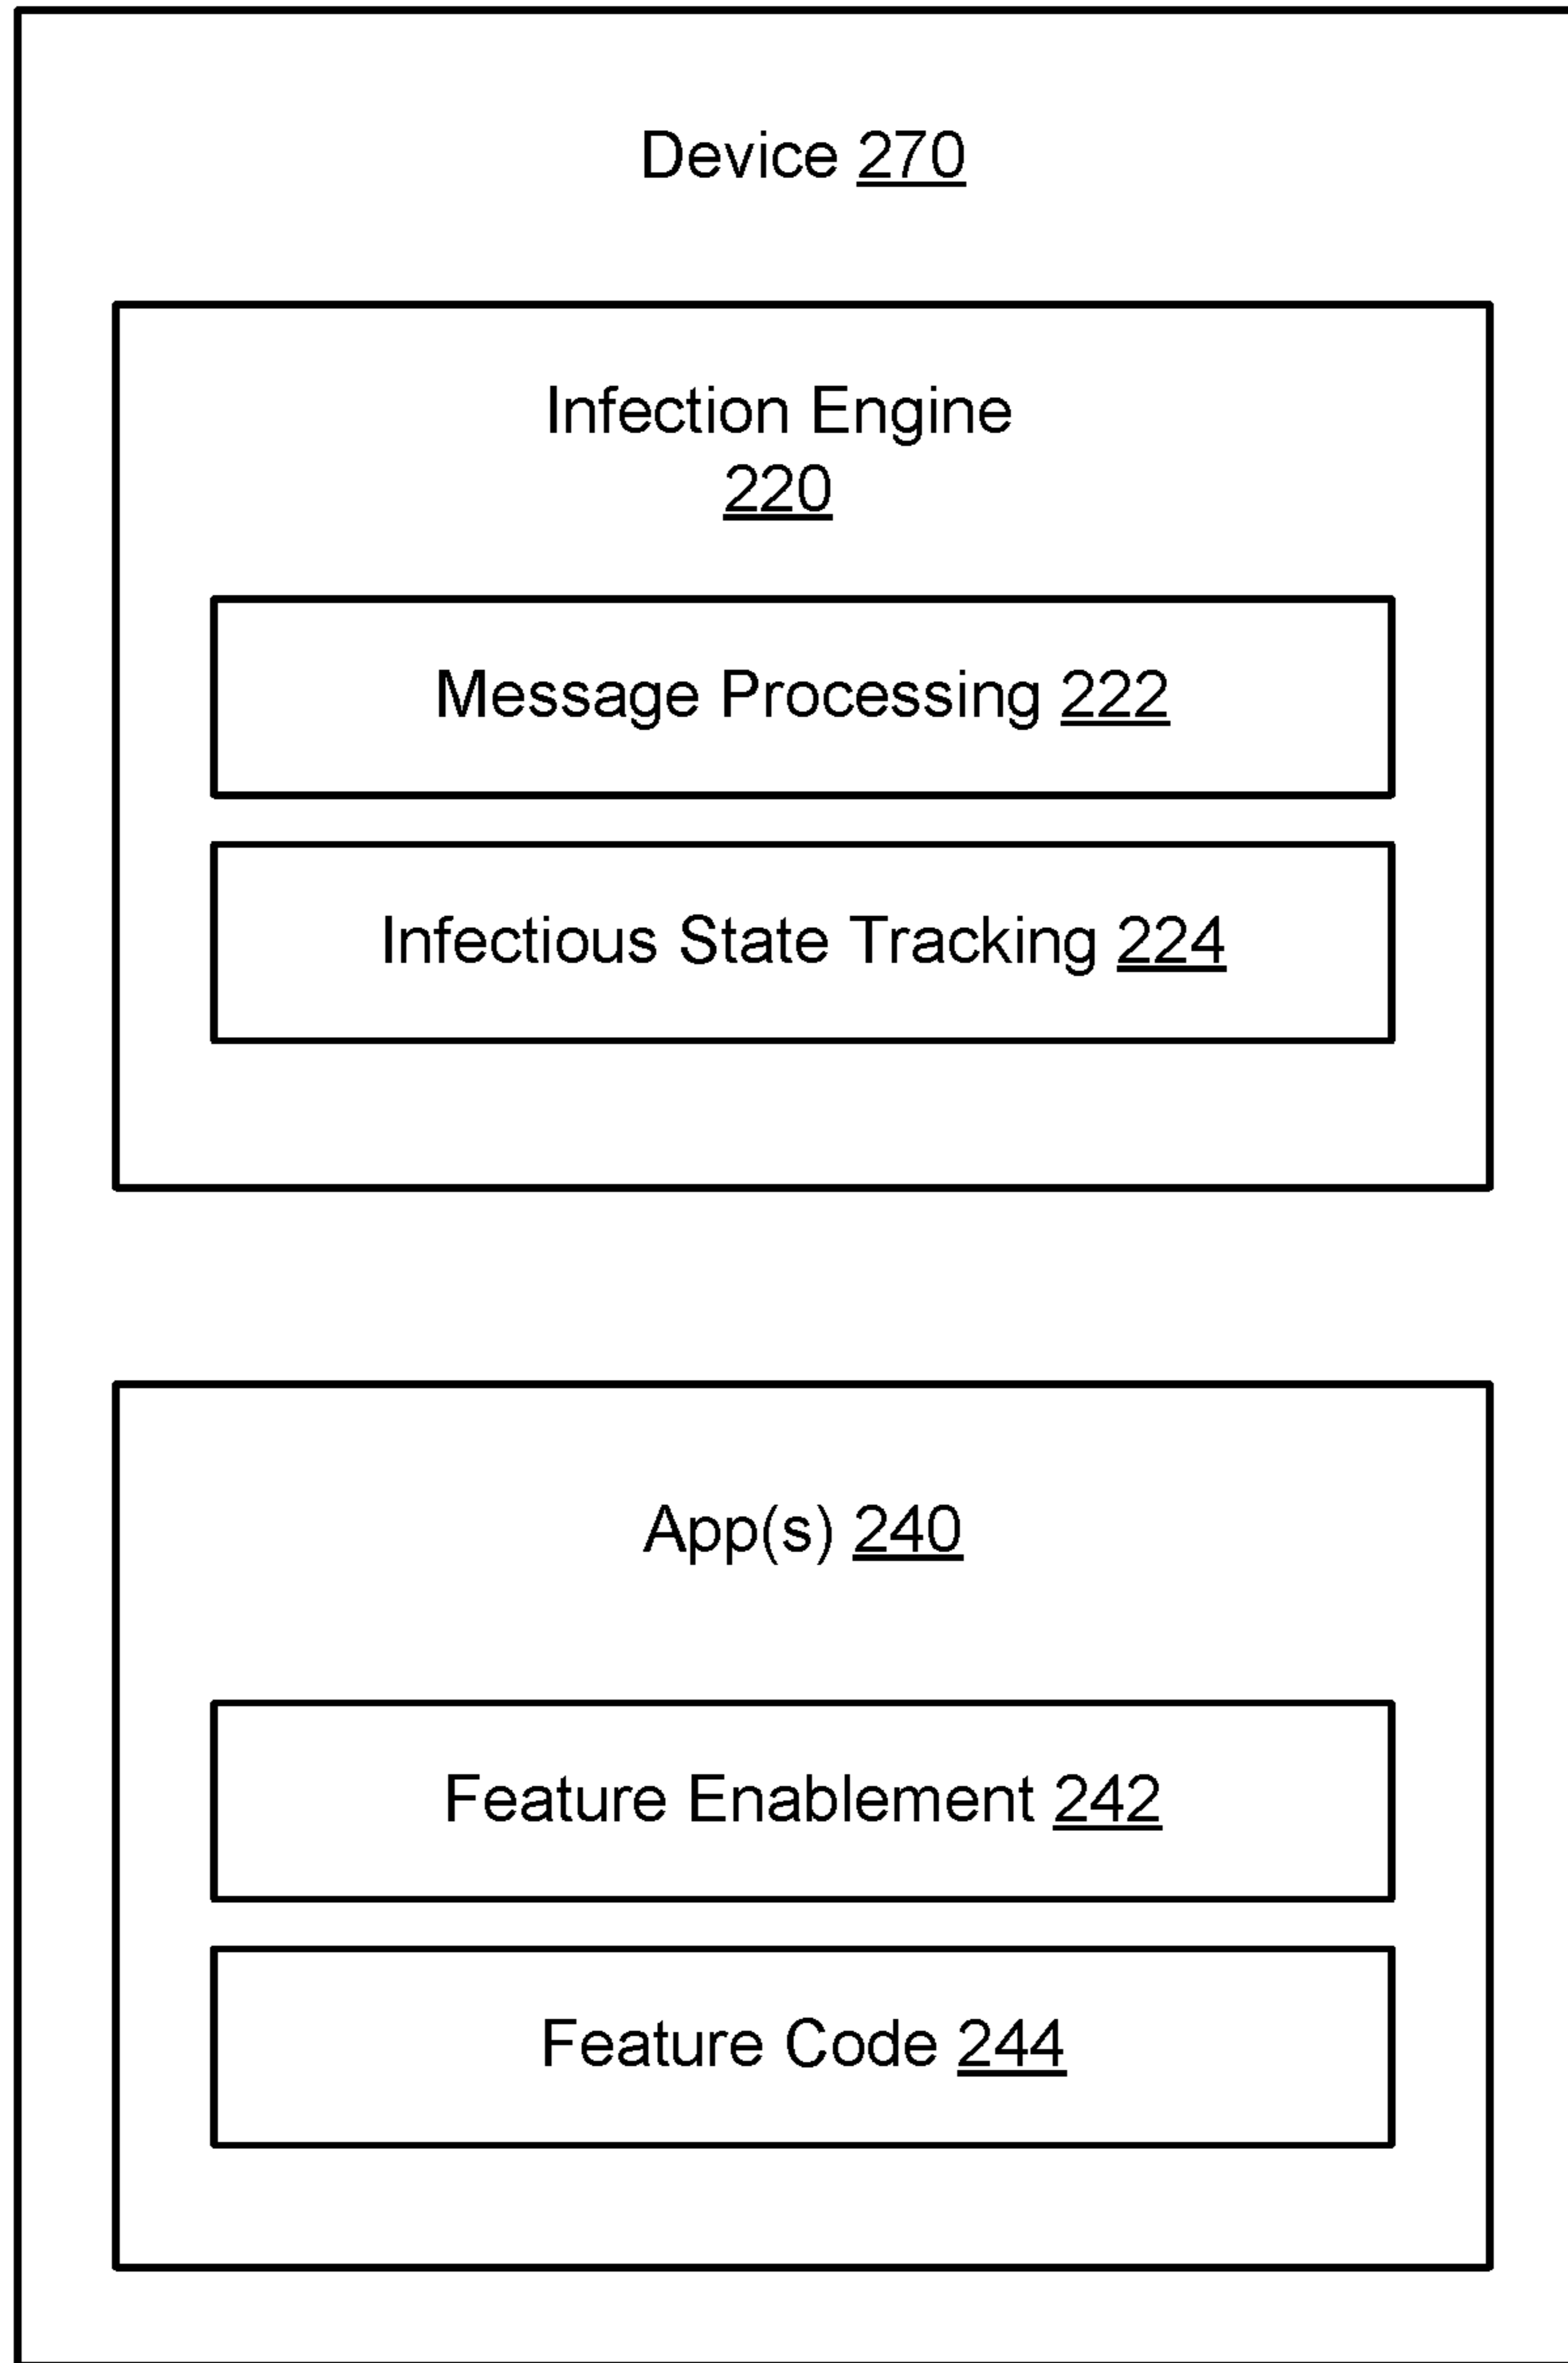 Device 270
Infection Engine
220
Message Processing 222
Infectious State Tracking 224
App(s) 240
Feature Enablement 242
Feature Code 244